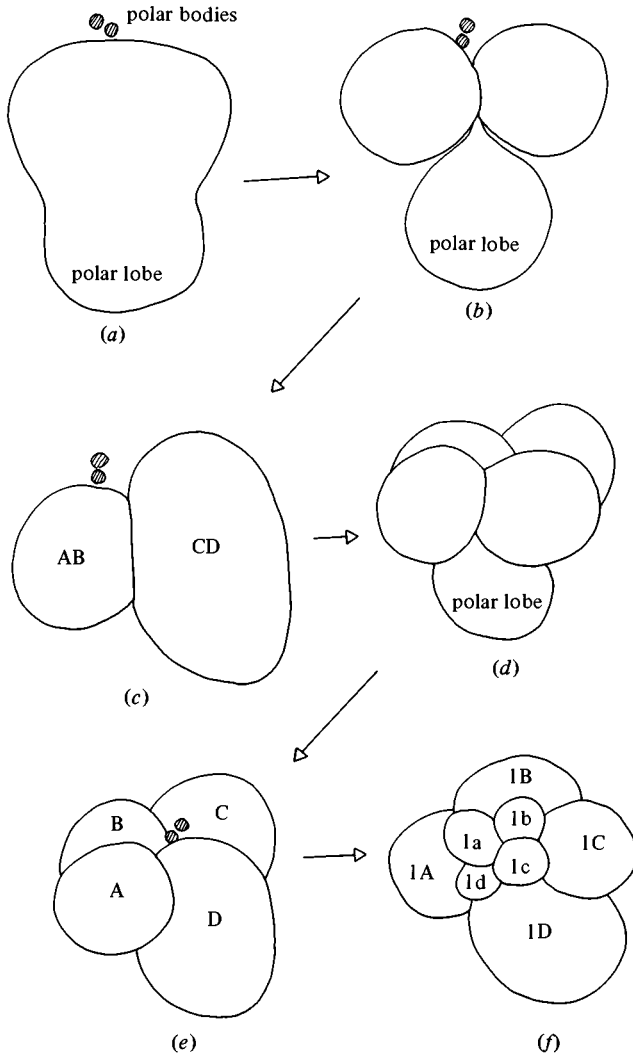 polar bodies
polar lobe
(a)
polar lobe
(b)
AB
CD
(c)
polar lobe
(d)
B
C
A
D
(e)
1B
1b
1a
1C
1c
1A
1d
1D
(f)